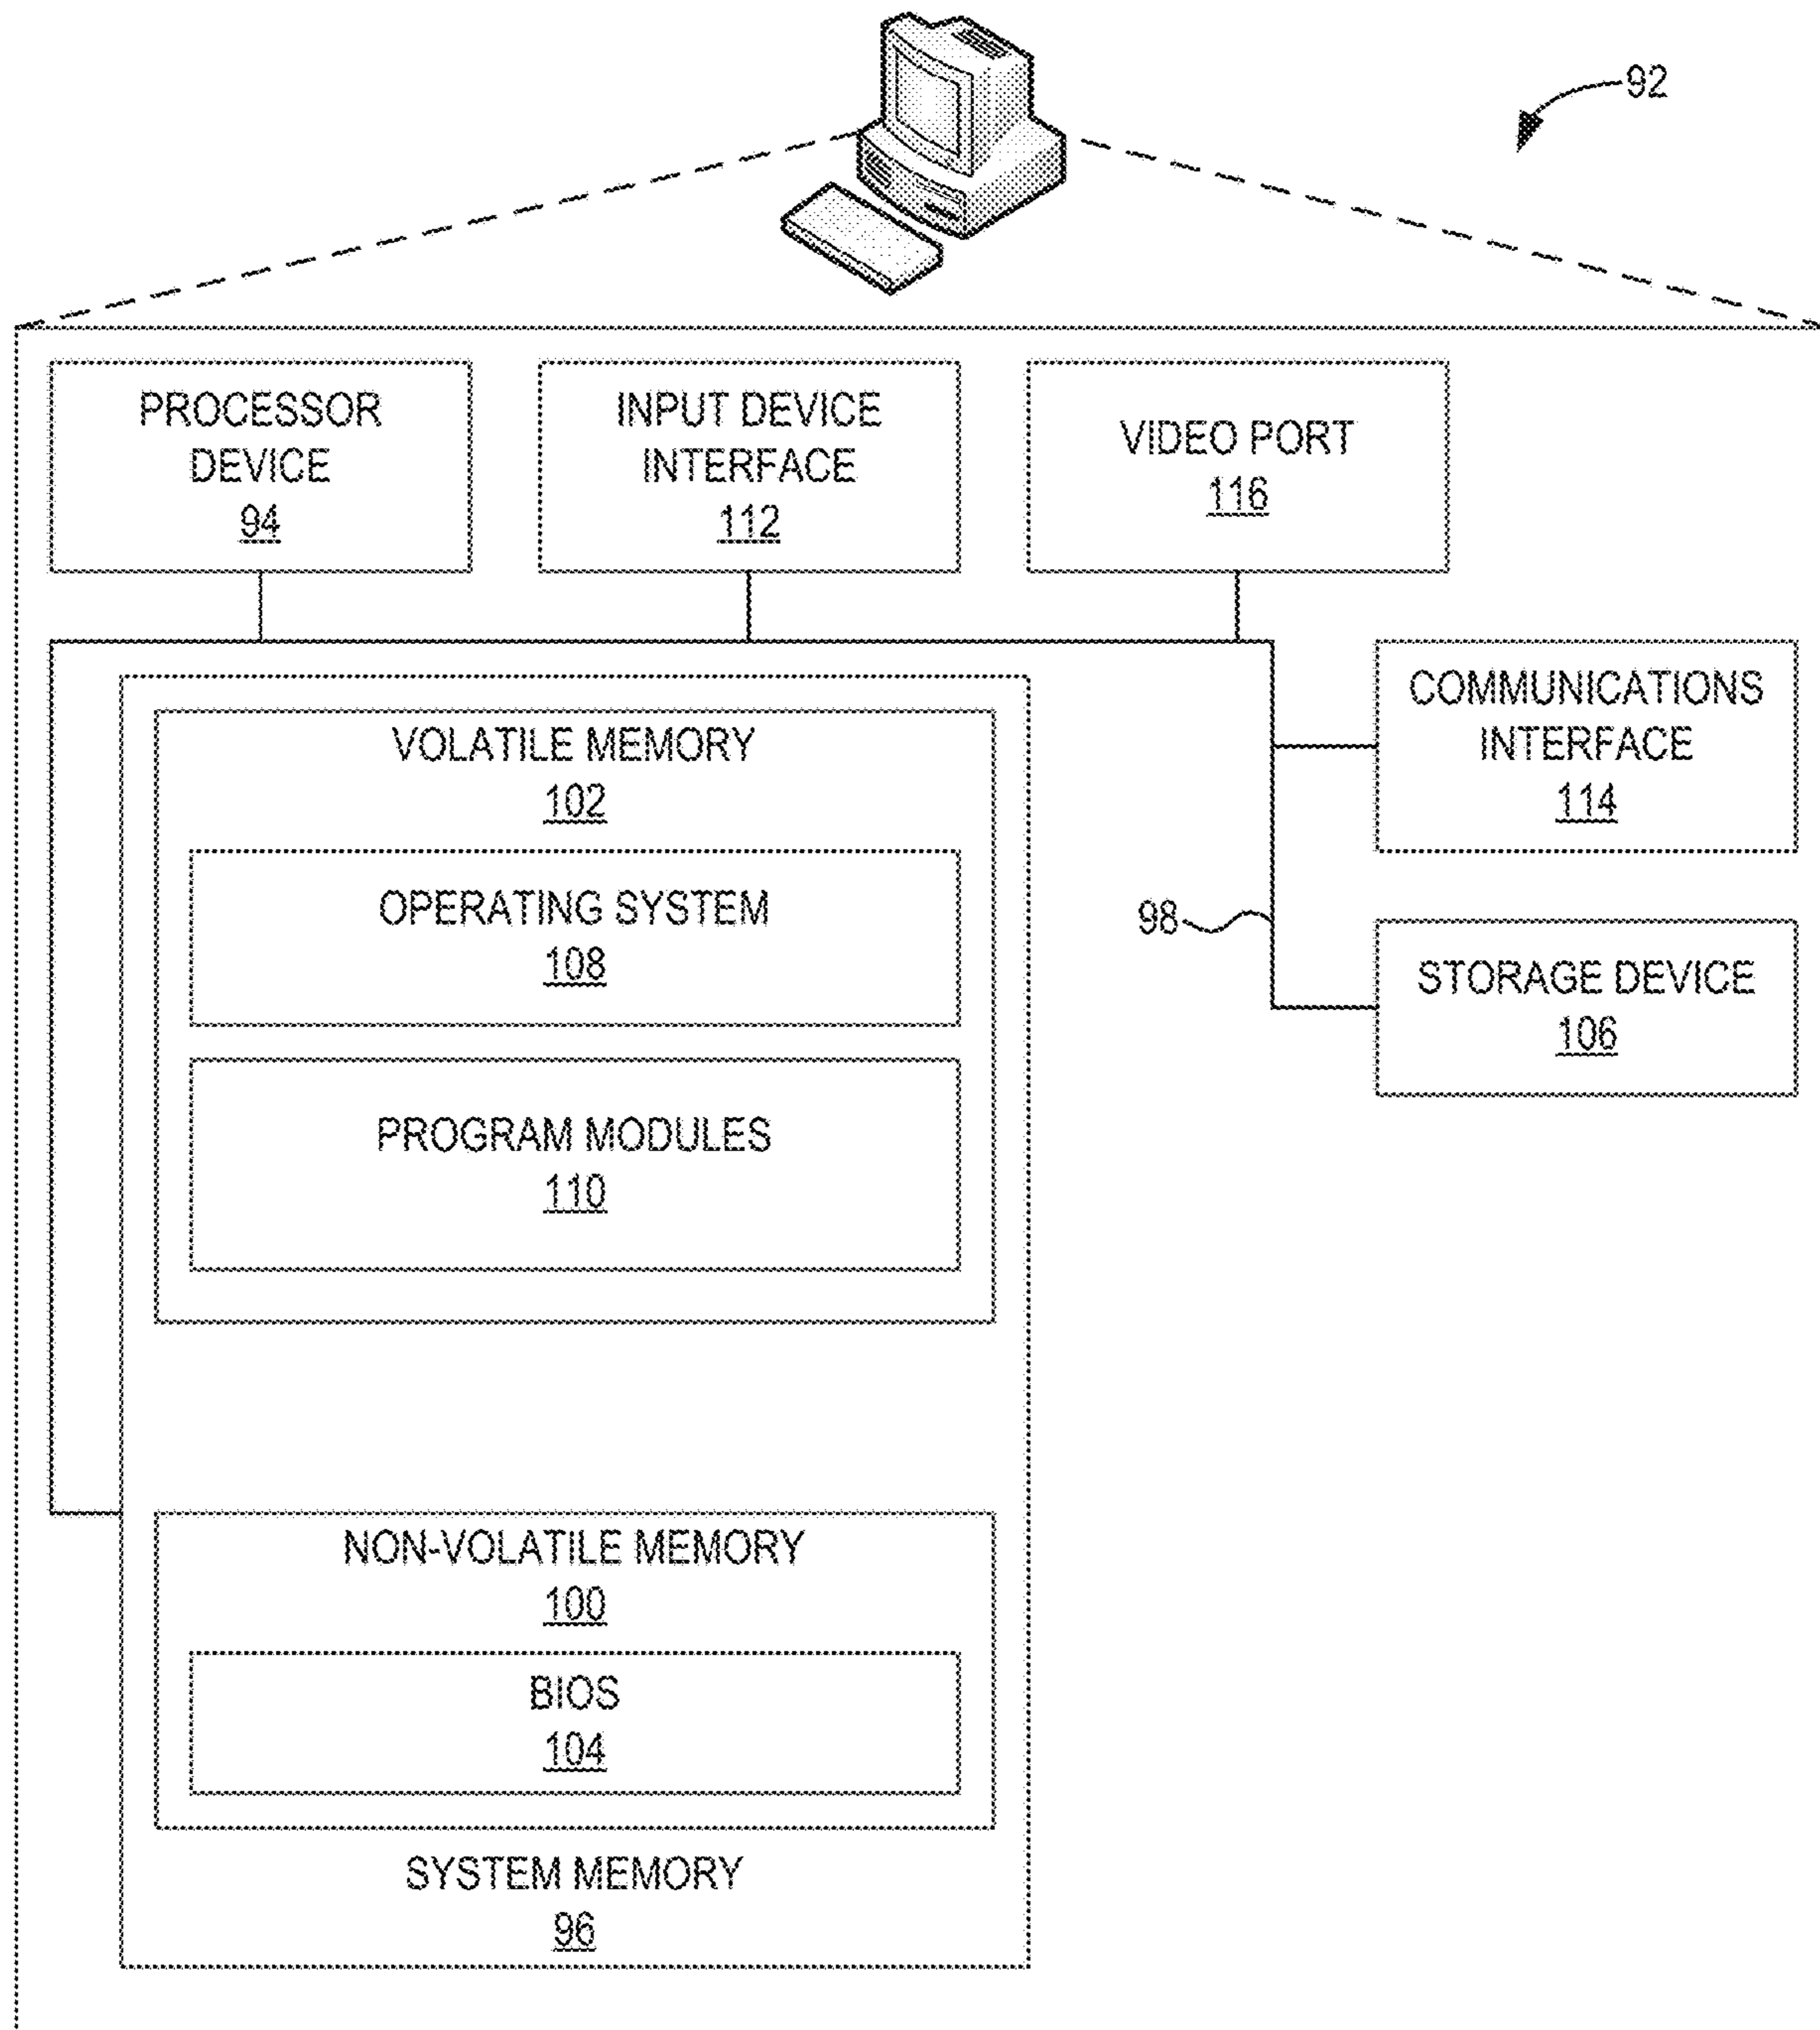 92
PROCESSOR
DEVICE
94
INPUT DEVICE
INTERFACE
112
VIDEO PORT
116
COMMUNICATIONS
INTERFACE
114
VOLATILE MEMORY
102
OPERATING SYSTEM
108
98
STORAGE DEVICE
106
PROGRAM MODULES
110
NON-VOLATILE MEMORY
100
BIOS
104
SYSTEM MEMORY
96